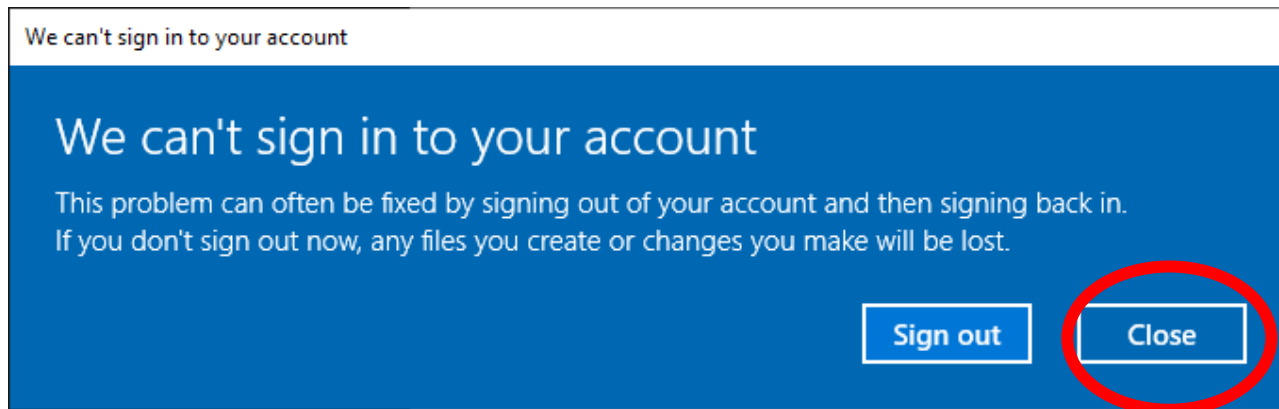 We can't sign in to your account
We can't sign in to your account
This problem can often be fixed by signing out of your account and then signing back in.
If you don't sign out now, any files you create or changes you make will be lost.
Sign out Close